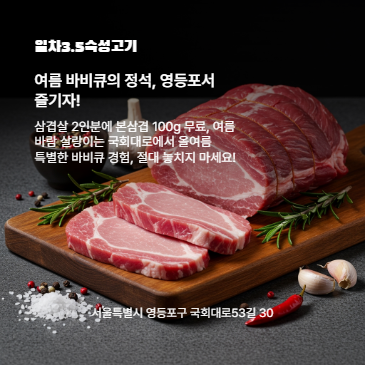 일차3.5숙성고기
여름 바비큐의 정석, 영등포서
즐기자!
삼겹살 2인분에 본삼겹 100g 무료, 여름
바람 살랑이는 국회대로에서 올여름
특별한 바비큐 경험, 절대 놓치지 마세요!
서울특별시 영등포구 국회대로53길 30